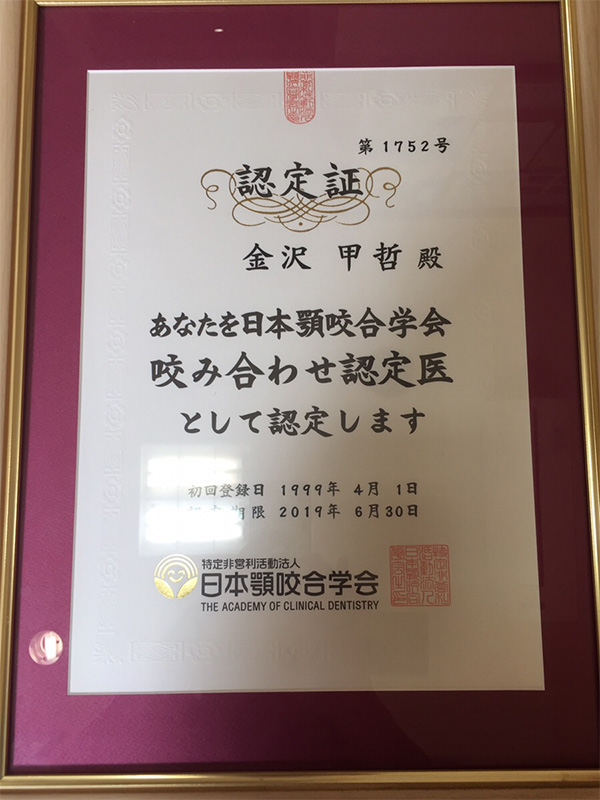 第1752号
認定証
金沢 甲哲 殿
あなたを日本顎咬合学会
咬み合わせ認定医
として認定します
初回登録日 1999年 4月 1日
期限 2019年 6月30日
特定非営利活動法人
日本顎咬合学会
THE ACADEMY OF CLINICAL DENTISTRY